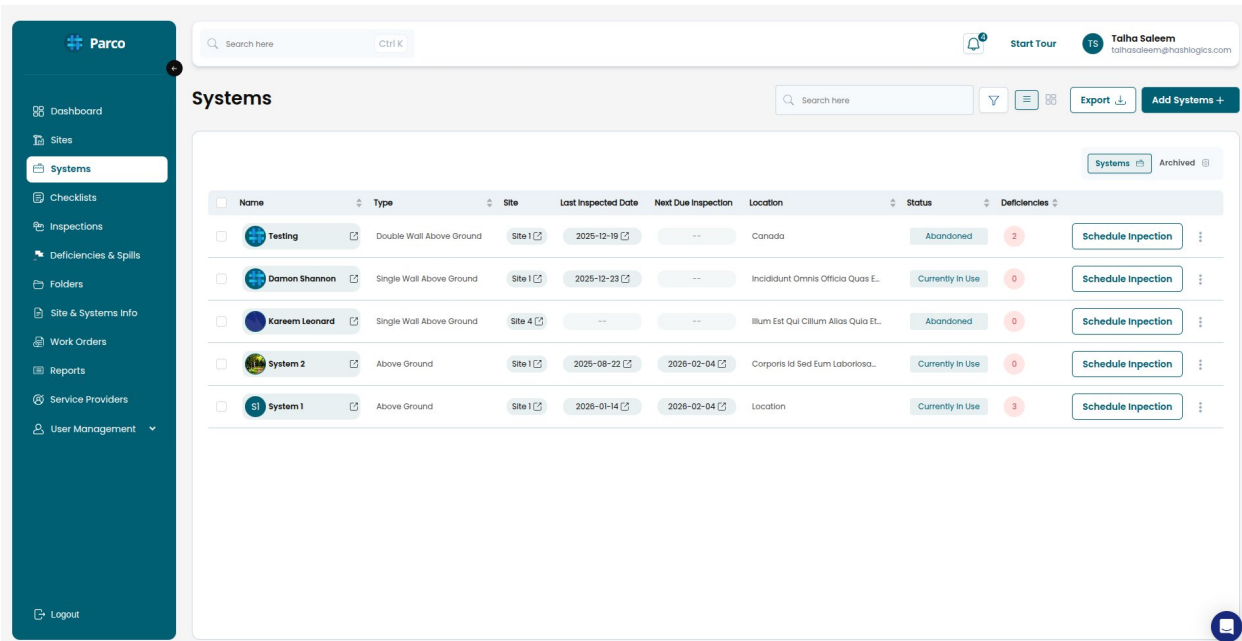 Parco
Search here
Ctrl K
4
Start Tour
TS
Talha Saleem
talhasaleem@hashlogics.com
Dashboard
Sites
Systems
Checklists
Inspections
Deficiencies & Spills
Folders
Site & Systems Info
Work Orders
Reports
Service Providers
User Management
Logout
Systems
Search here
Export
Add Systems +
Systems
Archived
Name Type Site Last Inspected Date Next Due Inspection Location Status Deficiencies
Testing Double Wall Above Ground Site 1 2025-12-19 -- Canada Abandoned 2 Schedule Inpection
Damon Shannon Single Wall Above Ground Site 1 2025-12-23 -- Incididunt Omnis Officia Quas E... Currently In Use 0 Schedule Inpection
Kareem Leonard Single Wall Above Ground Site 4 -- -- Illum Est Qui Cillum Alias Quia Et... Abandoned 0 Schedule Inpection
System 2 Above Ground Site 1 2025-08-22 2026-02-04 Corporis Id Sed Eum Laboriosa... Currently In Use 0 Schedule Inpection
S1 System 1 Above Ground Site 1 2026-01-14 2026-02-04 Location Currently In Use 3 Schedule Inpection